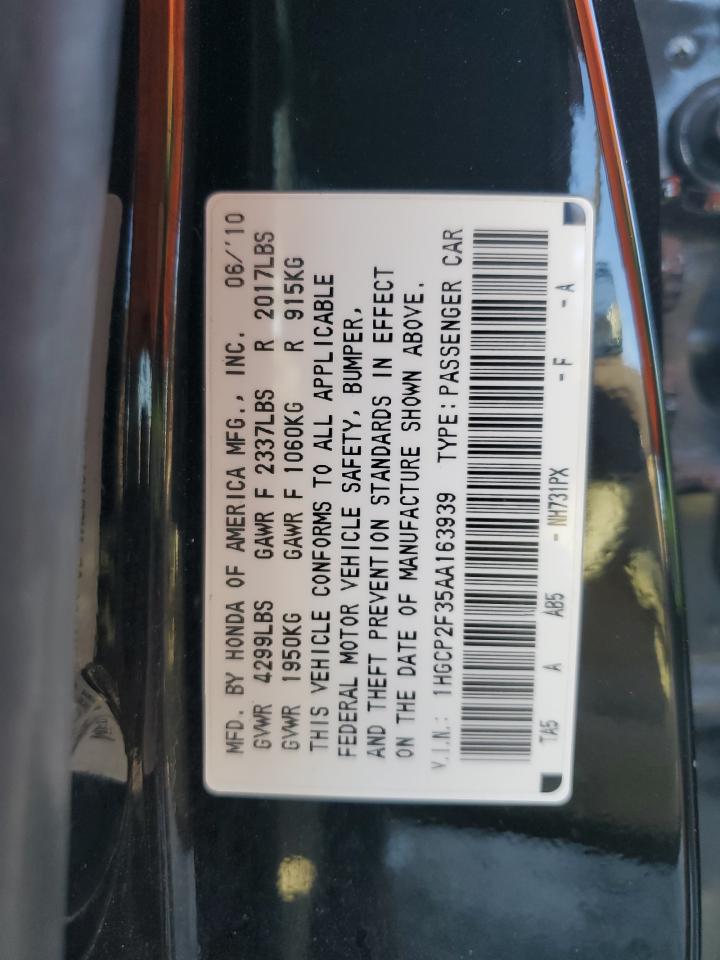 MFD. BY HONDA OF AMERICA MFG., INC. 06/'10
GVWR 4299LBS GAWR F 2337LBS R 2017LBS
GVWR 1950KG GAWR F 1060KG R 915KG
THIS VEHICLE CONFORMS TO ALL APPLICABLE
FEDERAL MOTOR VEHICLE SAFETY, BUMPER,
AND THEFT PREVENTION STANDARDS IN EFFECT
ON THE DATE OF MANUFACTURE SHOWN ABOVE.
V.I.N.: 1HGCP2F35AA163939 TYPE:PASSENGER CAR
TA5 A AB5 - NH731PX - F - A